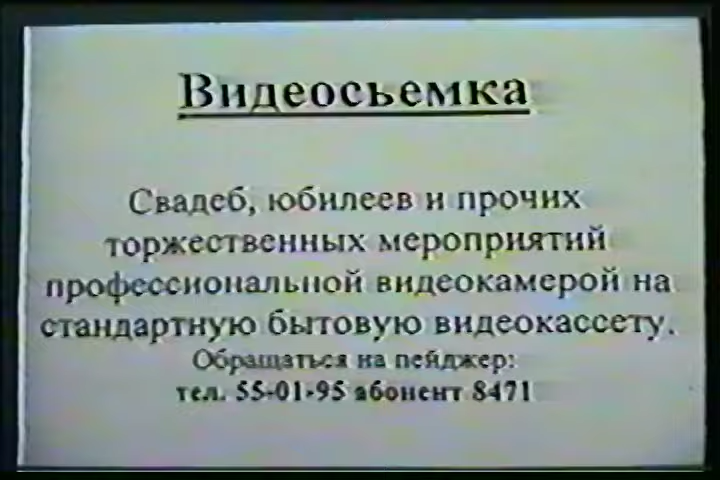 Видеосьемка
Свадеб, юбилеев и прочих
торжественных мероприятий
профессиональной видеокамерой на
стандартную бытовую видеокассету.
Обращаться на пейджер:
тел. 55-01-95 абонент 8471